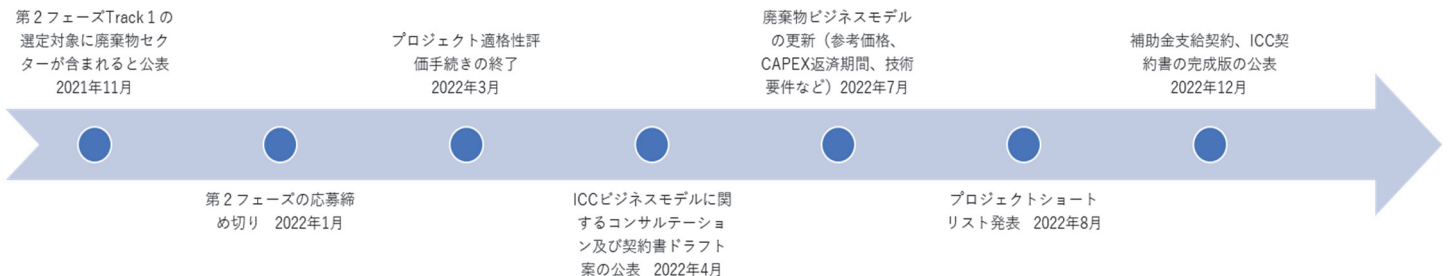 第２フェーズTrack１の
選定対象に廃棄物セク
ターが含まれると公表
2021年11月
第２フェーズの応募締
め切り　2022年1月
プロジェクト適格性評
価手続きの終了
2022年3月
ICCビジネスモデルに関
するコンサルテーショ
ン及び契約書ドラフト
案の公表　2022年4月
廃棄物ビジネスモデル
の更新（参考価格、
CAPEX返済期間、技術
要件など）2022年7月
プロジェクトショート
リスト発表　2022年8月
補助金支給契約、ICC契
約書の完成版の公表
2022年12月